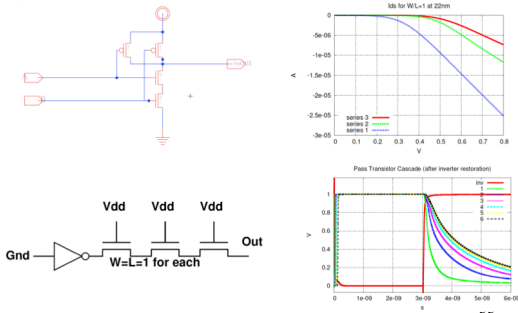 Ids for W/L=1 at 22nm
0
-5e-06
-1e-05
-1.5e-05
-2e-05
-2.5e-05
-3e-05
A
series 3
series 2
series 1
0 0.1 0.2 0.3 0.4 0.5 0.6 0.7 0.8
V
Vdd Vdd Vdd
Gnd
Out
W=L=1 for each
Pass Transistor Cascade (after inverter restoration)
1
0.8
0.6
0.4
0.2
0
V
inv
1
2
3
4
5
6
0 1e-09 2e-09 3e-09 4e-09 5e-09 6e-09
s